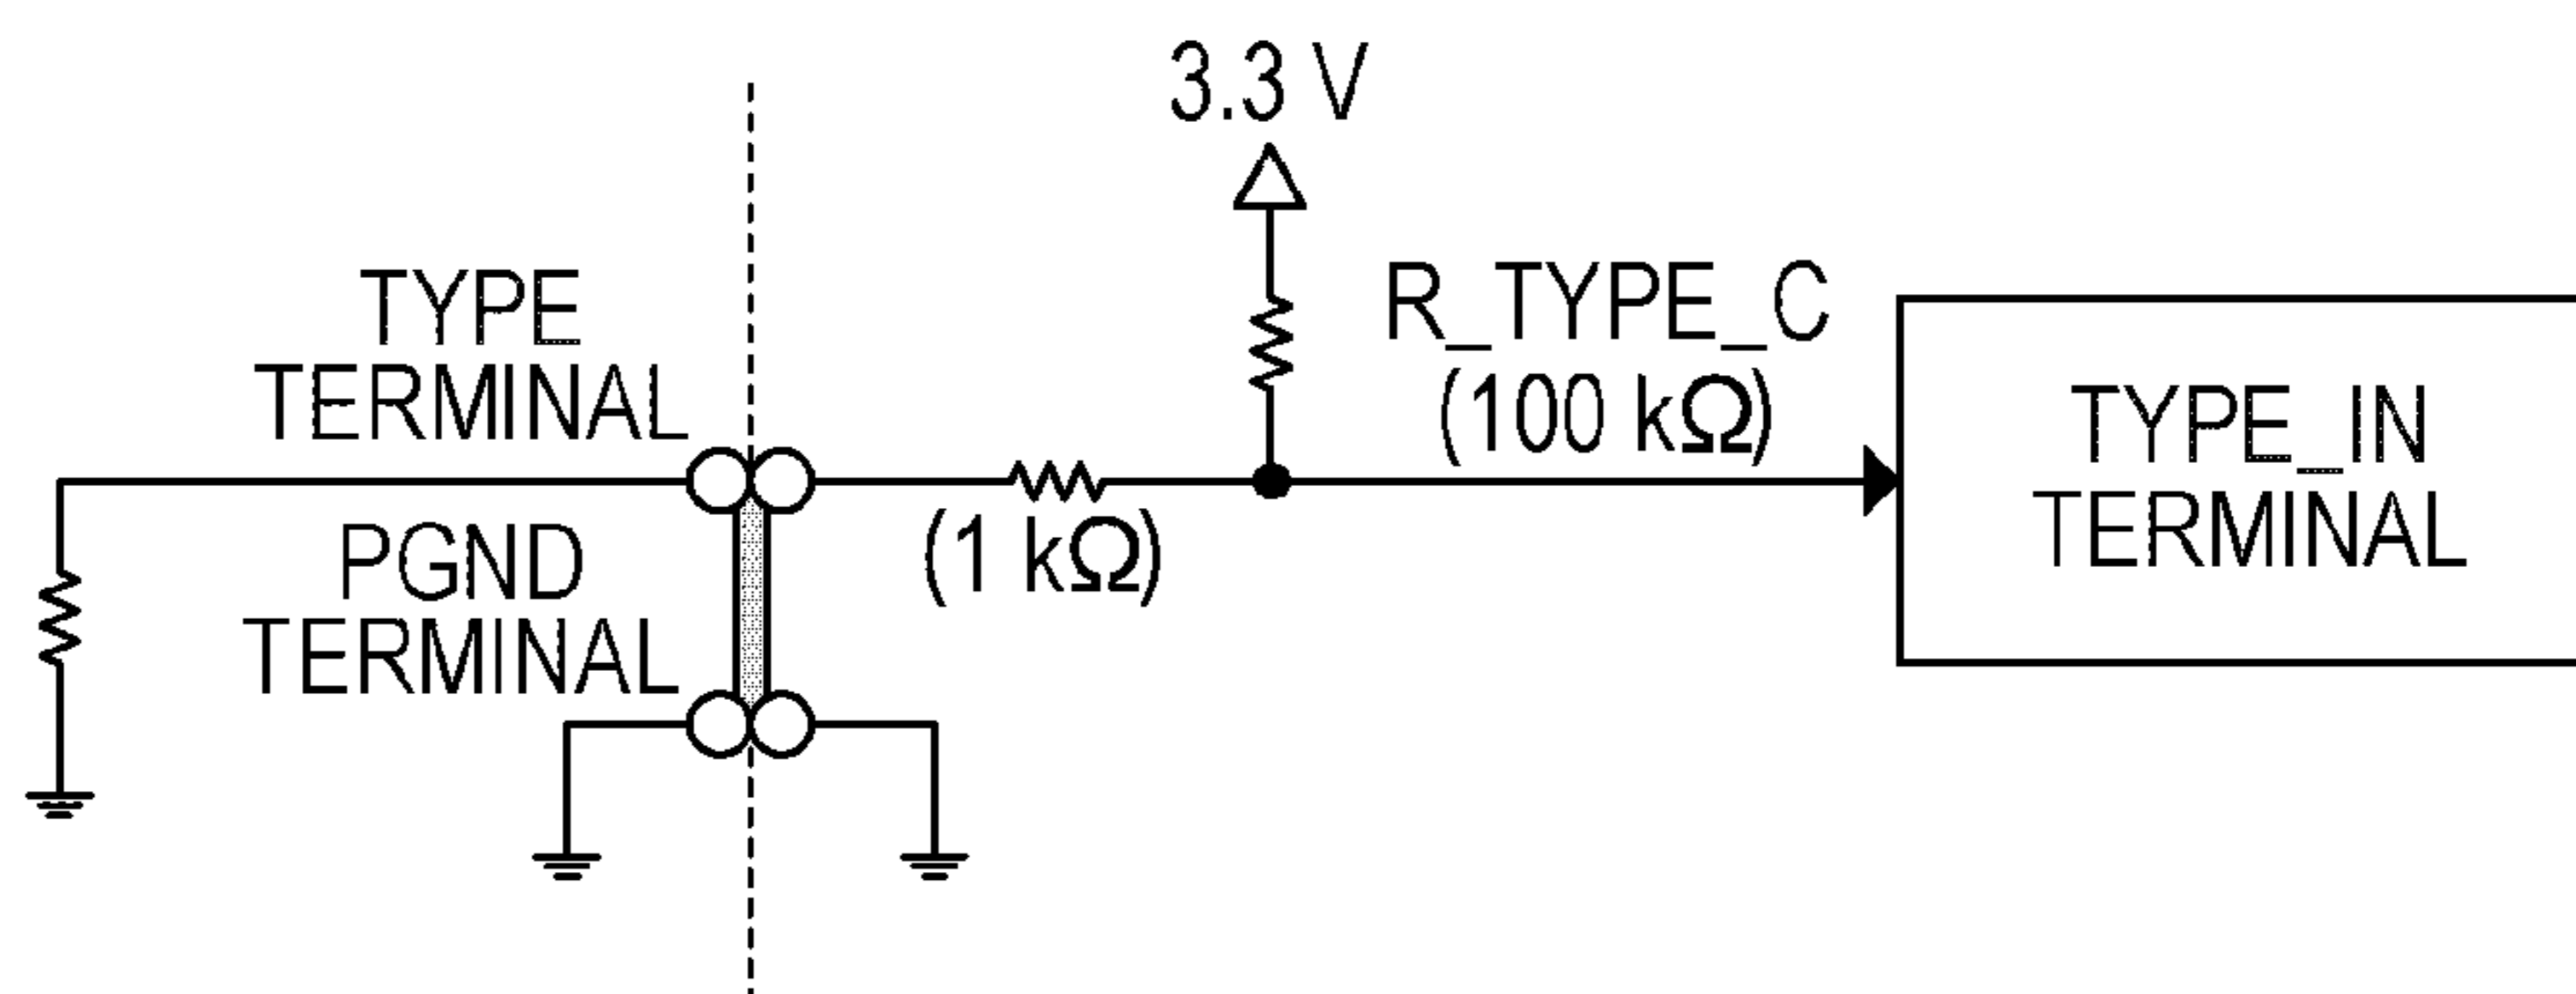 3.3 V
R_TYPE_C
(100 kΩ)
TYPE
TERMINAL
TYPE_IN
TERMINAL
(1 kΩ)
PGND
TERMINAL